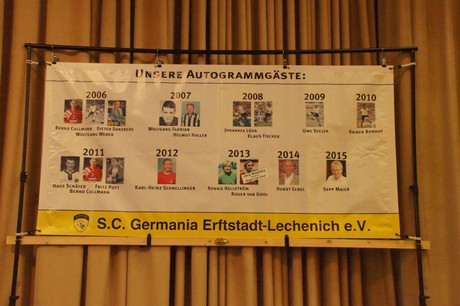 Unsere Autogrammgäste:
2006
2007
2008
2009
2010
Bernd Cullmann
Dieter Danzberg
Wolfgang Weber
Wolfgang Fahrian
Helmut Haller
Johannes Löhr
Klaus Fischer
Uwe Seeler
Rainer Bonhof
2011
2012
2013
2014
2015
Hans Schäfer
Fritz Pott
Bernd Cullmann
Karl-Heinz Schnellinger
Ronnie Hellström
Roger van Gool
Horst Eckel
Sepp Maier
S.C. Germania Erftstadt-Lechenich e.V.